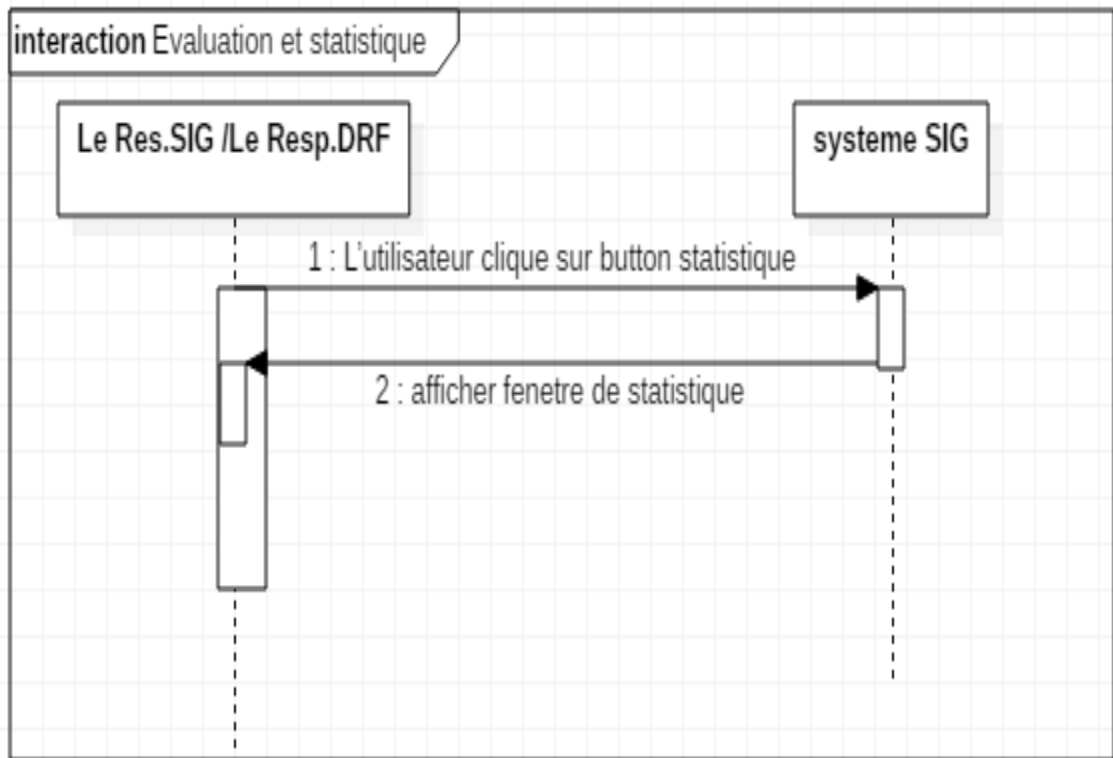 interaction Evaluation et statistique
Le Res.SIG /Le Resp.DRF
systeme SIG
1 : L'utilisateur clique sur button statistique
2 : afficher fenetre de statistique